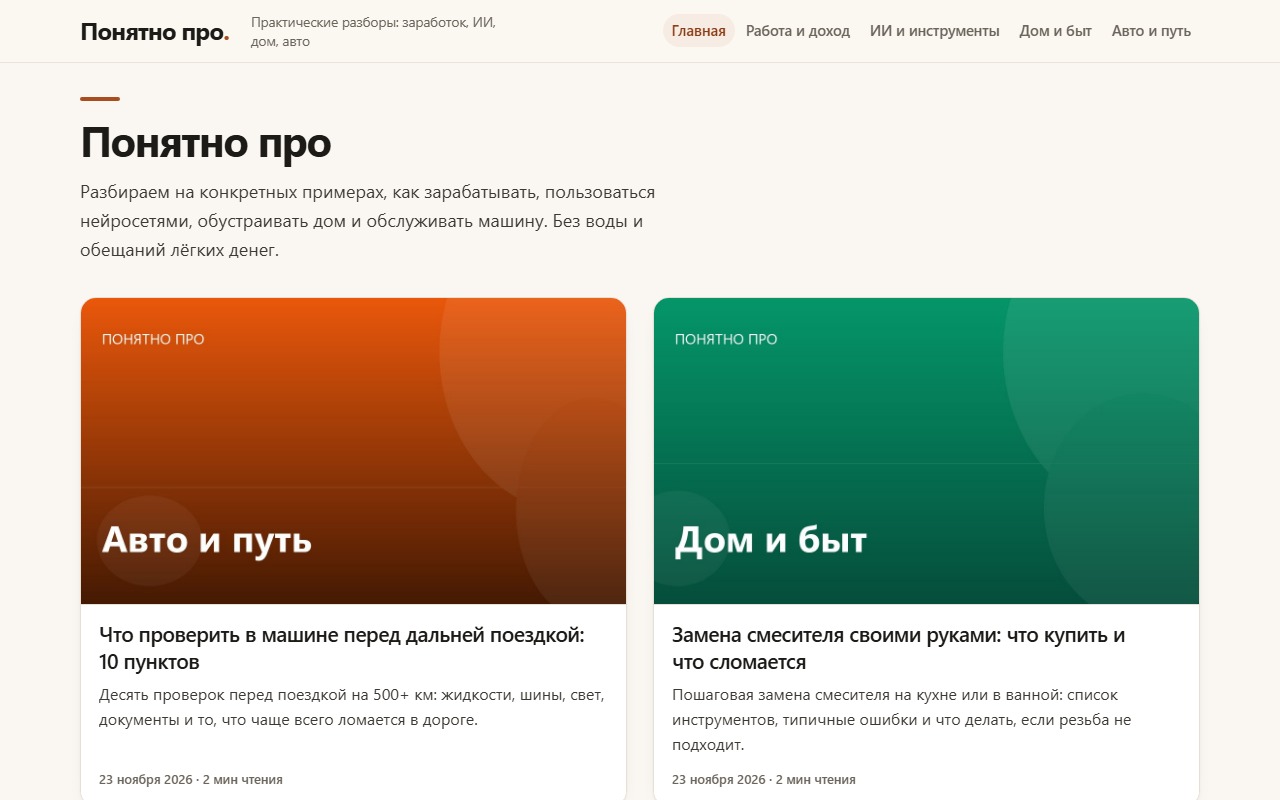 Понятно про.
Практические разборы: заработок, ИИ,
дом, авто
Главная
Работа и доход
ИИ и инструменты
Дом и быт
Авто и путь
Понятно про
Разбираем на конкретных примерах, как зарабатывать, пользоваться
нейросетями, обустраивать дом и обслуживать машину. Без воды и
обещаний лёгких денег.
ПОНЯТНО ПРО
Авто и путь
Что проверить в машине перед дальней поездкой:
10 пунктов
Десять проверок перед поездкой на 500+ км: жидкости, шины, свет,
документы и то, что чаще всего ломается в дороге.
23 ноября 2026 · 2 мин чтения
ПОНЯТНО ПРО
Дом и быт
Замена смесителя своими руками: что купить и
что сломается
Пошаговая замена смесителя на кухне или в ванной: список
инструментов, типичные ошибки и что делать, если резьба не
подходит.
23 ноября 2026 · 2 мин чтения